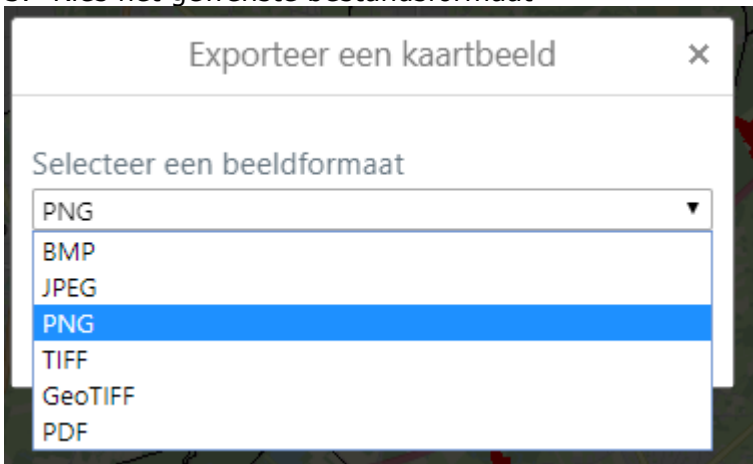 Exporteer een kaartbeeld ×
Selecteer een beeldformaat
PNG
BMP
JPEG
PNG
TIFF
GeoTIFF
PDF